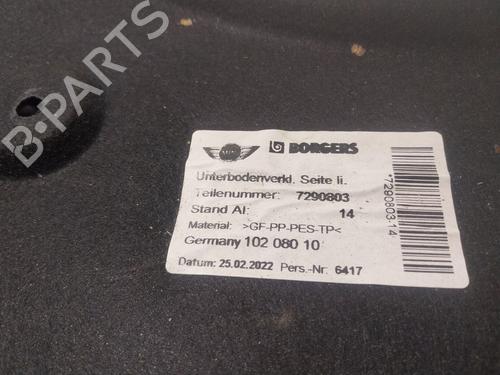 B-PARTS
MINI
BORGERS
Unterbodenverkl. Seite li.
Teilenummer: 7290803
Stand AI: 14
Material: >GF-PP-PES-TP<
Germany 102 080 10
Datum: 25.02.2022 Pers.-Nr: 6417
*7290803-14